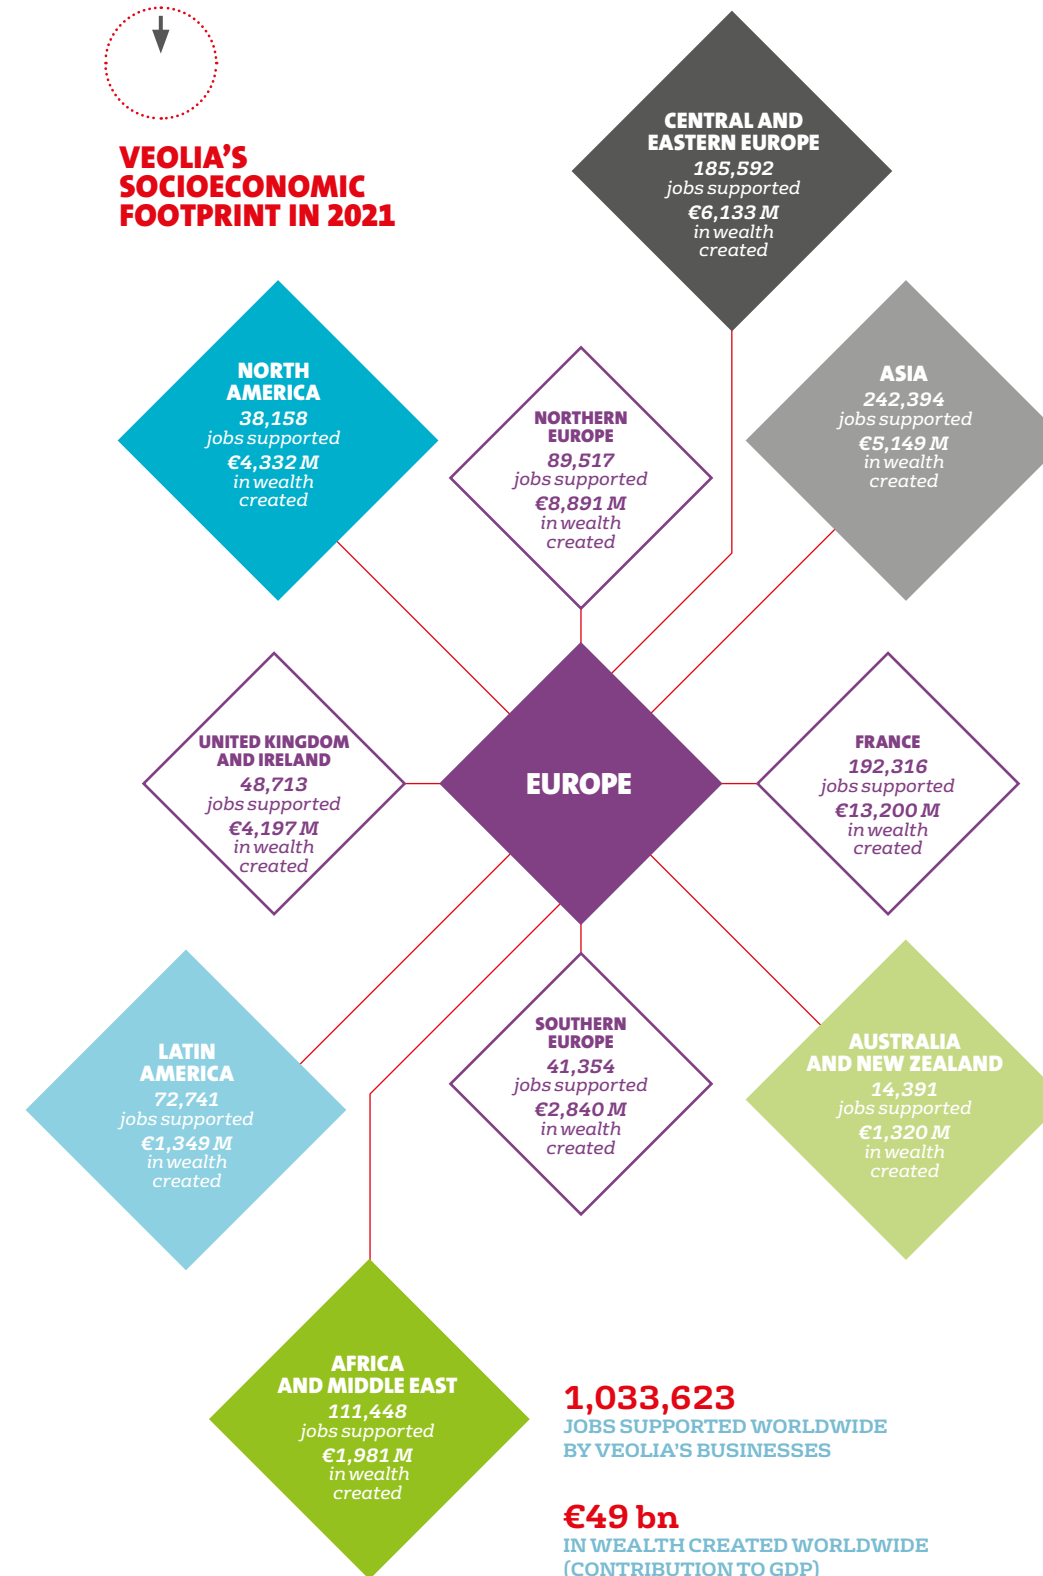 VEOLIA'S
SOCIOECONOMIC
FOOTPRINT IN 2021
CENTRAL AND
EASTERN EUROPE
185,592
jobs supported
€6,133 M
in wealth
created
NORTH
AMERICA
38,158
jobs supported
€4,332 M
in wealth
created
NORTHERN
EUROPE
89,517
jobs supported
€8,891 M
in wealth
created
ASIA
242,394
jobs supported
€5,149 M
in wealth
created
UNITED KINGDOM
AND IRELAND
48,713
jobs supported
€4,197 M
in wealth
created
EUROPE
FRANCE
192,316
jobs supported
€13,200 M
in wealth
created
LATIN
AMERICA
72,741
jobs supported
€1,349 M
in wealth
created
SOUTHERN
EUROPE
41,354
jobs supported
€2,840 M
in wealth
created
AUSTRALIA
AND NEW ZEALAND
14,391
jobs supported
€1,320 M
in wealth
created
AFRICA
AND MIDDLE EAST
111,448
jobs supported
€1,981 M
in wealth
created
1,033,623
JOBS SUPPORTED WORLDWIDE
BY VEOLIA'S BUSINESSES
€49 bn
IN WEALTH CREATED WORLDWIDE
(CONTRIBUTION TO GDP)